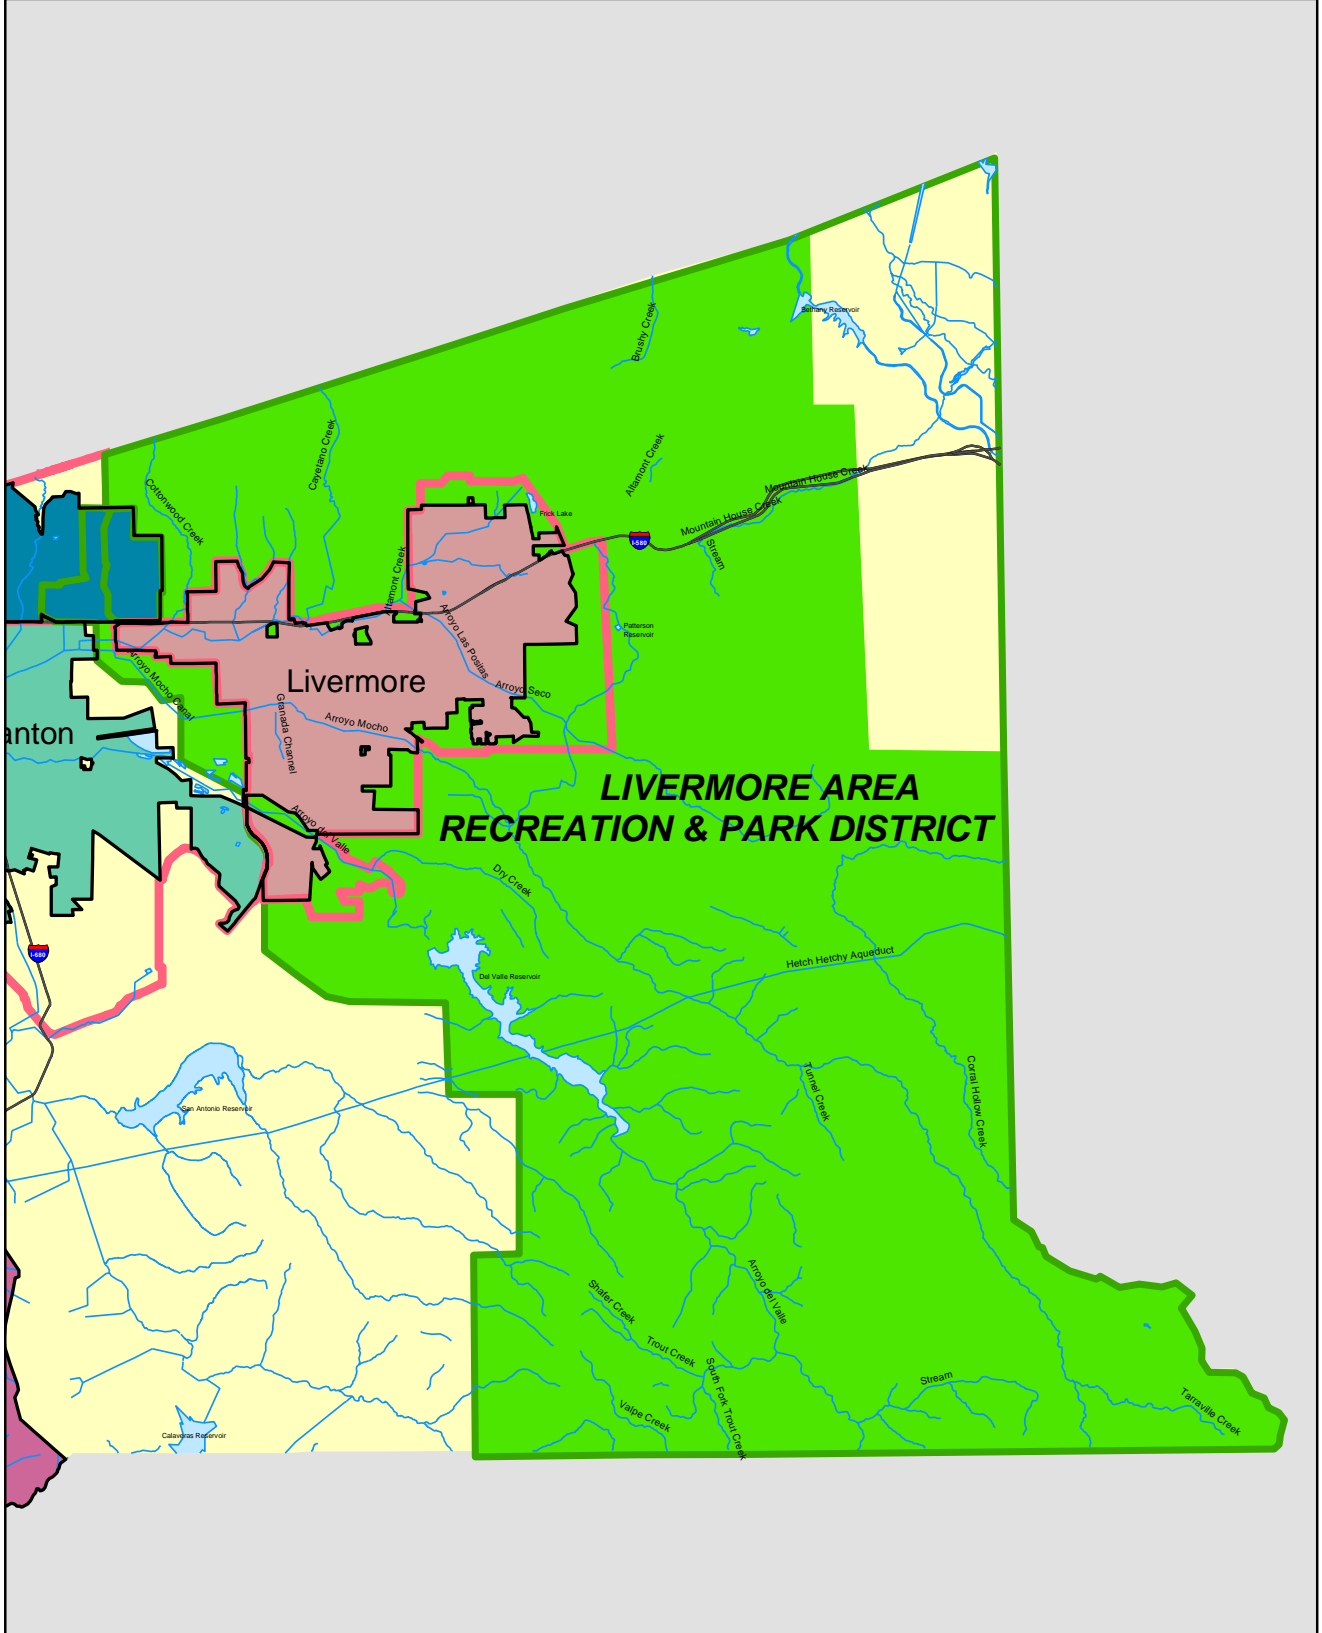 Bethany Reservoir
Brushy Creek
Cayetano Creek
Altamont Creek
Cottonwood Creek
Mountain House Creek
Mountain House Creek
Frick Lake
I-580
Stream
Altamont Creek
Arroyo Las Positas
Patterson
Reservoir
Arroyo Mocho Canal
Livermore
Arroyo Seco
Granada Channel
Arroyo Mocho
anton
LIVERMORE AREA
RECREATION & PARK DISTRICT
Arroyo del Valle
Dry Creek
I-680
Hetch Hetchy Aqueduct
Del Valle Reservoir
San Antonio Reservoir
Tunnel Creek
Corral Hollow Creek
Arroyo del Valle
Shafer Creek
Trout Creek
South Fork Trout Creek
Stream
Tarraville Creek
Valpe Creek
Calaveras Reservoir